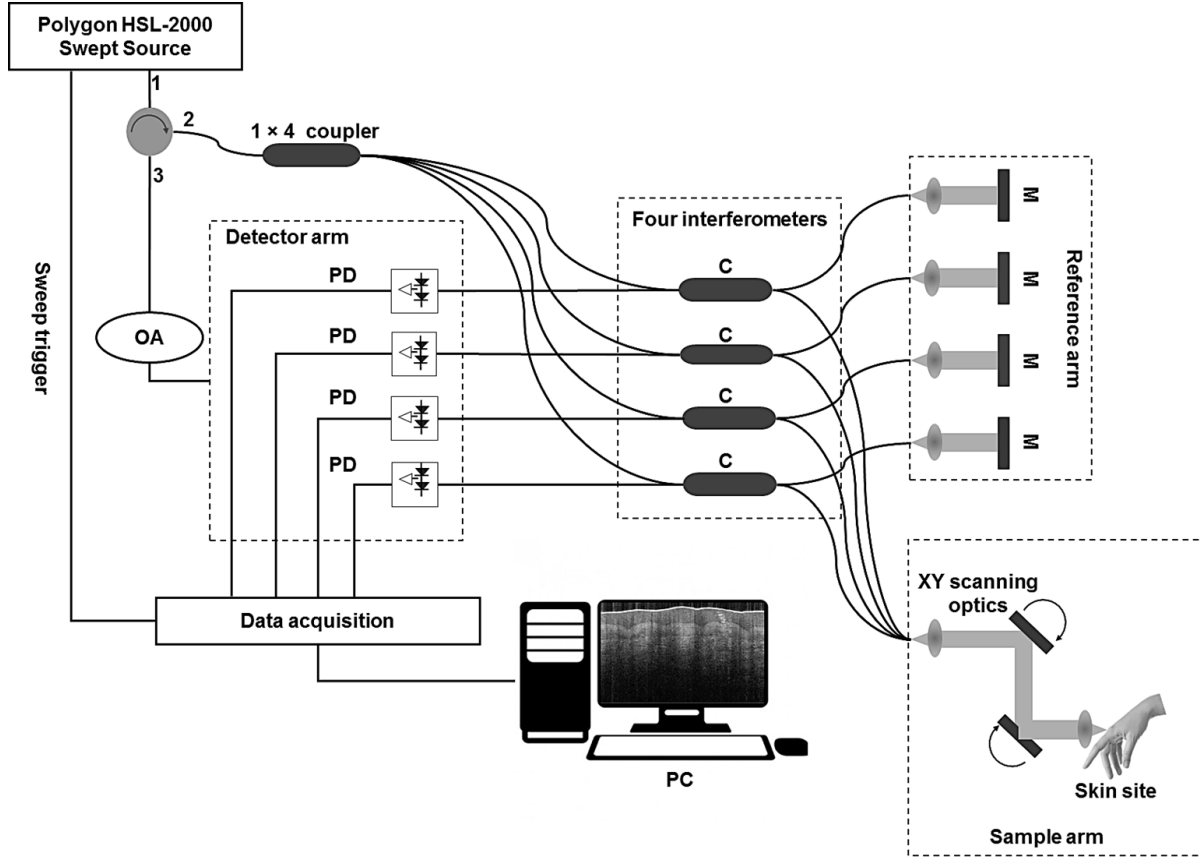 Polygon HSL-2000
Swept Source
1
2
3
1 × 4 coupler
Sweep trigger
OA
Detector arm
PD
PD
PD
PD
Four interferometers
C
C
C
C
M
M
M
M
Reference arm
Data acquisition
PC
XY scanning
optics
Skin site
Sample arm